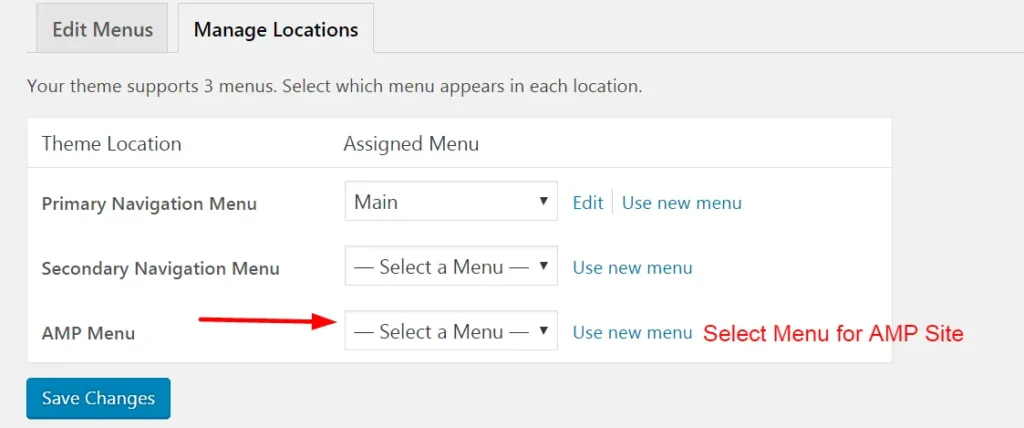 Edit Menus Manage Locations
Your theme supports 3 menus. Select which menu appears in each location.
Theme Location Assigned Menu
Primary Navigation Menu Main Edit Use new menu
Secondary Navigation Menu — Select a Menu — Use new menu
AMP Menu — Select a Menu — Use new menu Select Menu for AMP Site
Save Changes